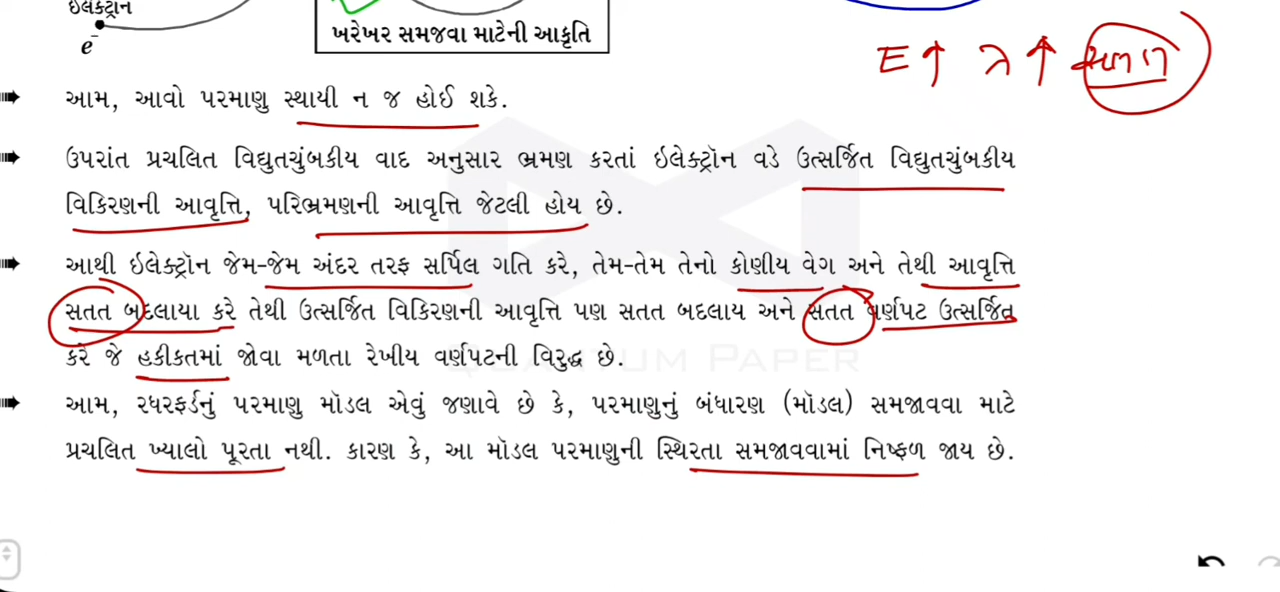 ઇલેક્ટ્રૉન
e⁻
ખરેખર સમજવા માટેની આકૃતિ
E↑ λ↑ સતત
આમ, આવો પરમાણુ સ્થાયી ન જ હોઈ શકે.
ઉપરાંત પ્રચલિત વિદ્યુતચુંબકીય વાદ અનુસાર ભ્રમણ કરતાં ઇલેક્ટ્રૉન વડે ઉત્સર્જિત વિદ્યુતચુંબકીય
વિકિરણની આવૃત્તિ, પરિભ્રમણની આવૃત્તિ જેટલી હોય છે.
આથી ઇલેક્ટ્રૉન જેમ-જેમ અંદર તરફ સર્પિલ ગતિ કરે, તેમ-તેમ તેનો કોણીય વેગ અને તેથી આવૃત્તિ
સતત બદલાયા કરે તેથી ઉત્સર્જિત વિકિરણની આવૃત્તિ પણ સતત બદલાય અને સતત વર્ણપટ ઉત્સર્જિત
કરે જે હકીકતમાં જોવા મળતા રેખીય વર્ણપટની વિરુદ્ધ છે.
QUANTUM PAPER
આમ, રધરફર્ડનું પરમાણુ મૉડલ એવું જણાવે છે કે, પરમાણુનું બંધારણ (મૉડલ) સમજાવવા માટે
પ્રચલિત ખ્યાલો પૂરતા નથી. કારણ કે, આ મૉડલ પરમાણુની સ્થિરતા સમજાવવામાં નિષ્ફળ જાય છે.